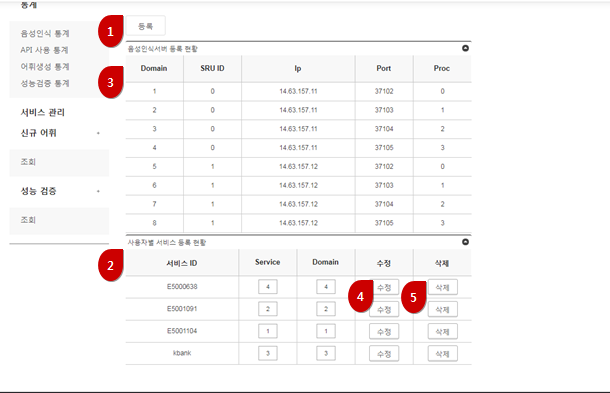 통계
음성인식 통계
API 사용 통계
어휘생성 통계
성능검증 통계
서비스 관리
신규 어휘 +
조회
성능 검증 +
조회
1 등록
음성인식서버 등록 현황
3 Domain SRU ID Ip Port Proc
1 0 14.63.157.11 37102 0
2 0 14.63.157.11 37103 1
3 0 14.63.157.11 37104 2
4 0 14.63.157.11 37105 3
5 1 14.63.157.12 37102 0
6 1 14.63.157.12 37103 1
7 1 14.63.157.12 37104 2
8 1 14.63.157.12 37105 3
사용자별 서비스 등록 현황
2 서비스 ID Service Domain 수정 삭제
E5000638 4 4 4 수정 5 삭제
E5001091 2 2 수정 삭제
E5001104 1 1 수정 삭제
kbank 3 3 수정 삭제